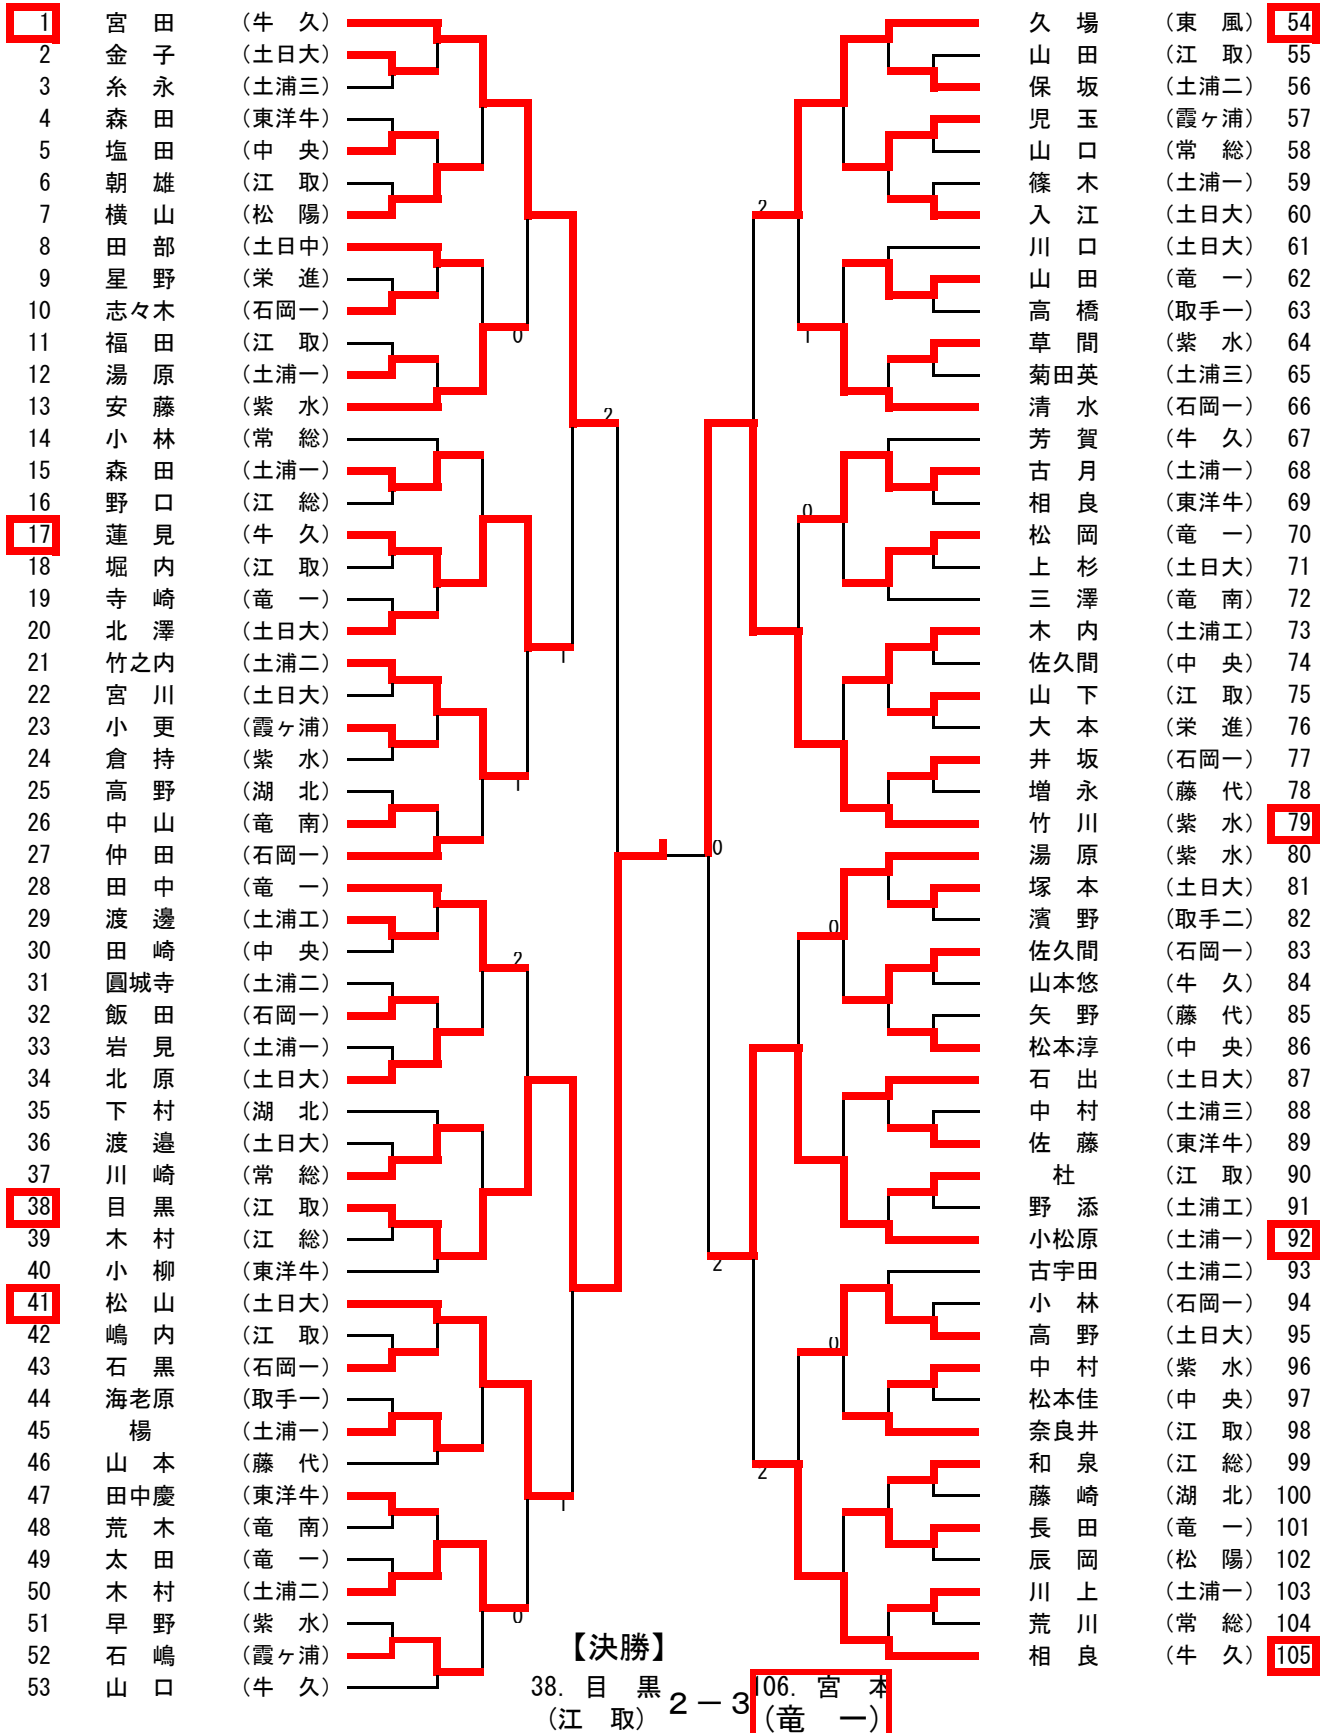 1 宮 田 (牛 久)
2 金 子 (土日大)
3 糸 永 (土浦三)
4 森 田 (東洋牛)
5 塩 田 (中 央)
6 朝 雄 (江 取)
7 横 山 (松 陽)
8 田 部 (土日中)
9 星 野 (栄 進)
10 志々木 (石岡一)
11 福 田 (江 取)
12 湯 原 (土浦一)
13 安 藤 (紫 水)
14 小 林 (常 総)
15 森 田 (土浦一)
16 野 口 (江 総)
17 蓮 見 (牛 久)
18 堀 内 (江 取)
19 寺 崎 (竜 一)
20 北 澤 (土日大)
21 竹之内 (土浦二)
22 宮 川 (土日大)
23 小 更 (霞ヶ浦)
24 倉 持 (紫 水)
25 高 野 (湖 北)
26 中 山 (竜 南)
27 仲 田 (石岡一)
28 田 中 (竜 一)
29 渡 邊 (土浦工)
30 田 崎 (中 央)
31 圓城寺 (土浦二)
32 飯 田 (石岡一)
33 岩 見 (土浦一)
34 北 原 (土日大)
35 下 村 (湖 北)
36 渡 邉 (土日大)
37 川 崎 (常 総)
38 目 黒 (江 取)
39 木 村 (江 総)
40 小 柳 (東洋牛)
41 松 山 (土日大)
42 嶋 内 (江 取)
43 石 黒 (石岡一)
44 海老原 (取手一)
45 楊 (土浦一)
46 山 本 (藤 代)
47 田中慶 (東洋牛)
48 荒 木 (竜 南)
49 太 田 (竜 一)
50 木 村 (土浦二)
51 早 野 (紫 水)
52 石 嶋 (霞ヶ浦)
53 山 口 (牛 久)
0
2
1
1
2
1
0
2
1
0
0
0
2
0
2
久 場 (東 風) 54
山 田 (江 取) 55
保 坂 (土浦二) 56
児 玉 (霞ヶ浦) 57
山 口 (常 総) 58
篠 木 (土浦一) 59
入 江 (土日大) 60
川 口 (土日大) 61
山 田 (竜 一) 62
高 橋 (取手一) 63
草 間 (紫 水) 64
菊田英 (土浦三) 65
清 水 (石岡一) 66
芳 賀 (牛 久) 67
古 月 (土浦一) 68
相 良 (東洋牛) 69
松 岡 (竜 一) 70
上 杉 (土日大) 71
三 澤 (竜 南) 72
木 内 (土浦工) 73
佐久間 (中 央) 74
山 下 (江 取) 75
大 本 (栄 進) 76
井 坂 (石岡一) 77
増 永 (藤 代) 78
竹 川 (紫 水) 79
湯 原 (紫 水) 80
塚 本 (土日大) 81
濱 野 (取手二) 82
佐久間 (石岡一) 83
山本悠 (牛 久) 84
矢 野 (藤 代) 85
松本淳 (中 央) 86
石 出 (土日大) 87
中 村 (土浦三) 88
佐 藤 (東洋牛) 89
杜 (江 取) 90
野 添 (土浦工) 91
小松原 (土浦一) 92
古宇田 (土浦二) 93
小 林 (石岡一) 94
高 野 (土日大) 95
中 村 (紫 水) 96
松本佳 (中 央) 97
奈良井 (江 取) 98
和 泉 (江 総) 99
藤 崎 (湖 北) 100
長 田 (竜 一) 101
辰 岡 (松 陽) 102
川 上 (土浦一) 103
荒 川 (常 総) 104
相 良 (牛 久) 105
【決勝】
38. 目 黒 2－3 106. 宮 本
(江 取) (竜 一)